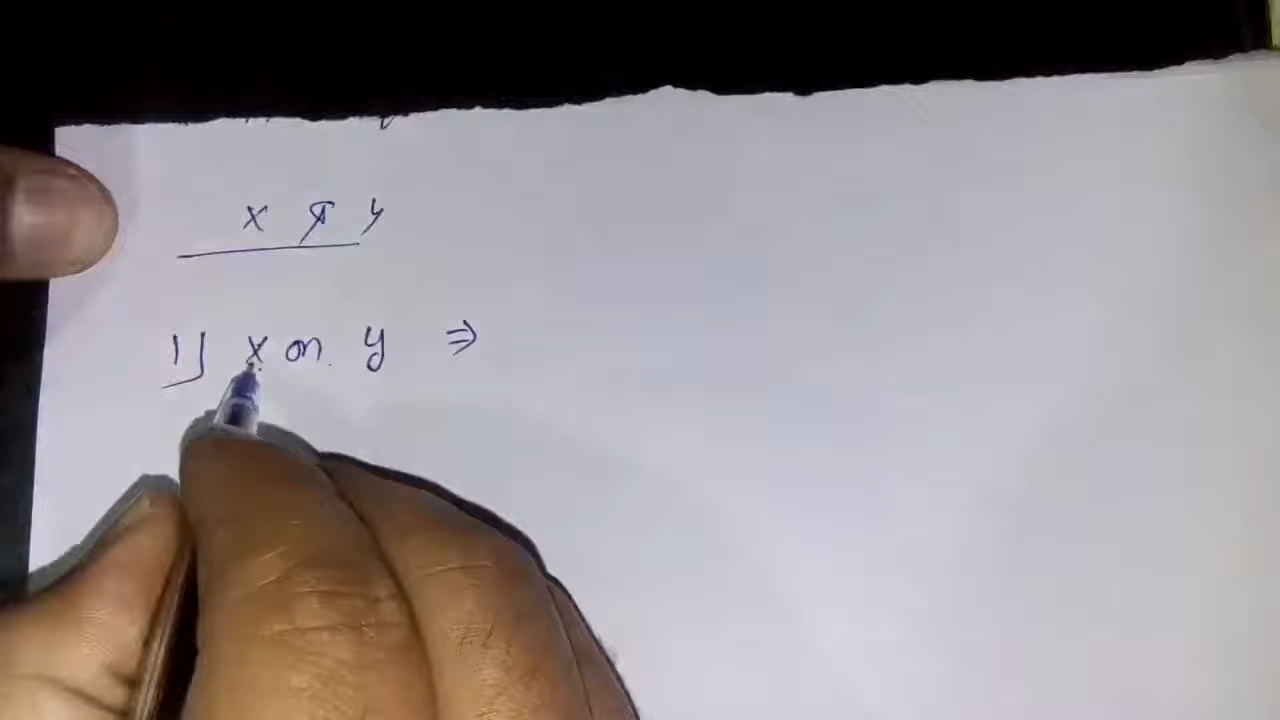 x y
1) x on y ⇒